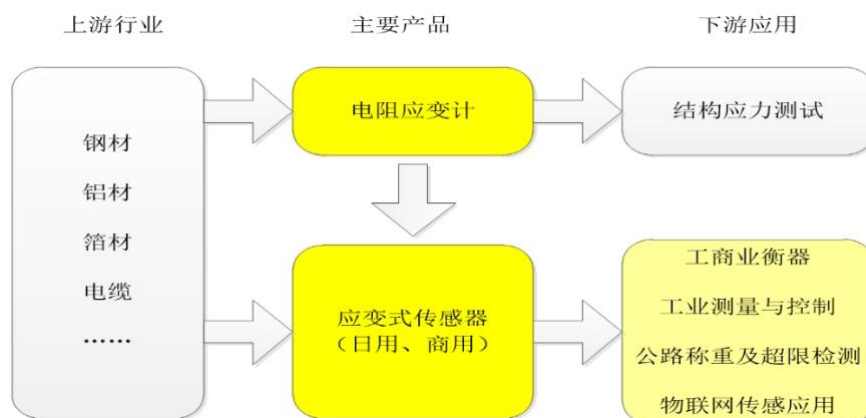 上游行业
主要产品
下游应用
钢材
铝材
箔材
电缆
……
电阻应变计
结构应力测试
应变式传感器
（日用、商用）
工商业衡器
工业测量与控制
公路称重及超限检测
物联网传感应用